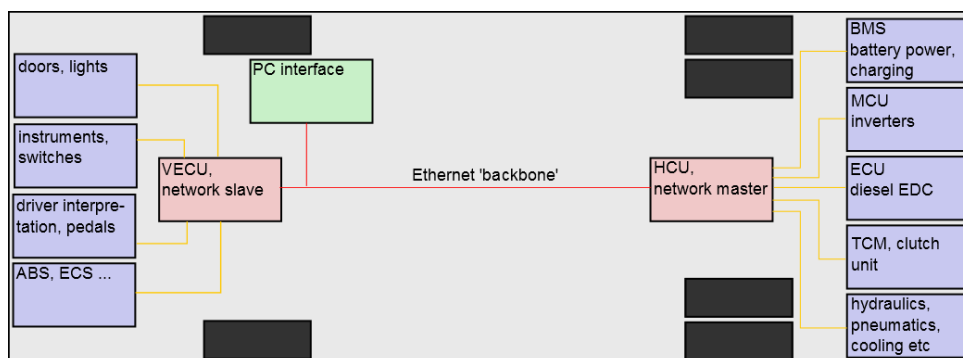 doors, lights
instruments,
switches
driver interpre-
tation, pedals
ABS, ECS ...
PC interface
VECU,
network slave
Ethernet 'backbone'
HCU,
network master
BMS
battery power,
charging
MCU
inverters
ECU
diesel EDC
TCM, clutch
unit
hydraulics,
pneumatics,
cooling etc